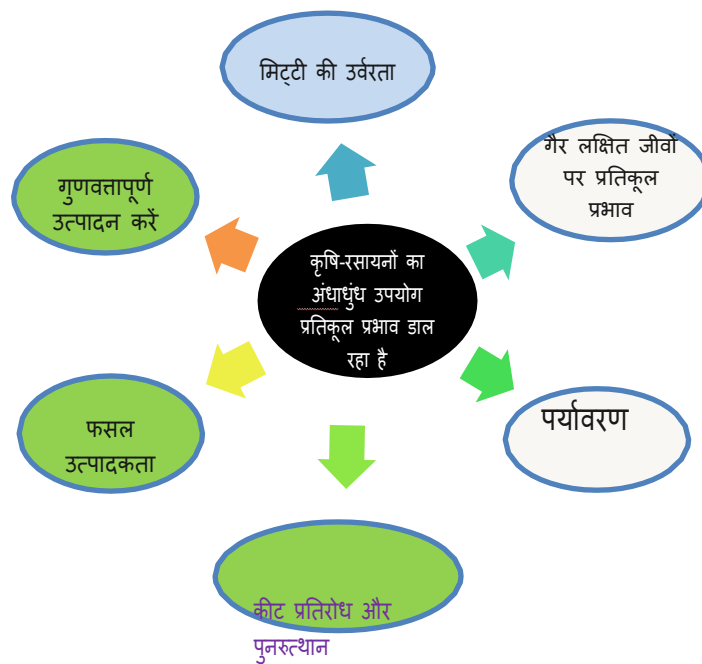 मिट्टी की उर्वरता
गैर लक्षित जीवों
पर प्रतिकूल
प्रभाव
गुणवत्तापूर्ण
उत्पादन करें
कृषि-रसायनों का
अंधाधुंध उपयोग
प्रतिकूल प्रभाव डाल
रहा है
फसल
उत्पादकता
पर्यावरण
कीट प्रतिरोध और
पुनरुत्थान